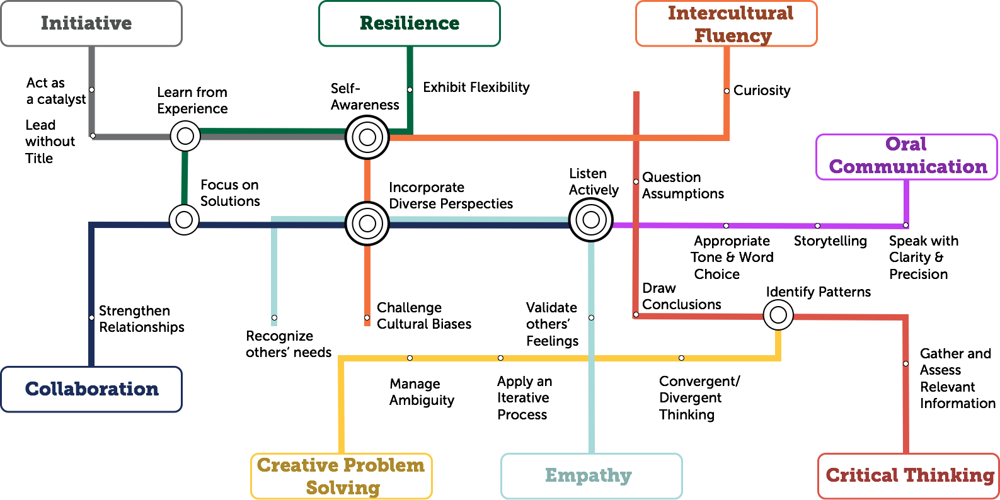 Initiative
Resilience
Intercultural
Fluency
Act as
a catalyst
Learn from
Experience
Self-
Awareness
Exhibit Flexibility
Curiosity
Lead
without
Title
Oral
Communication
Focus on
Solutions
Incorporate
Diverse Perspecties
Listen
Actively
Question
Assumptions
Appropriate
Tone & Word
Choice
Storytelling
Speak with
Clarity &
Precision
Draw
Conclusions
Identify Patterns
Strengthen
Relationships
Recognize
others’ needs
Challenge
Cultural Biases
Validate
others’
Feelings
Gather and
Assess
Relevant
Information
Collaboration
Manage
Ambiguity
Apply an
Iterative
Process
Convergent/
Divergent
Thinking
Creative Problem
Solving
Empathy
Critical Thinking